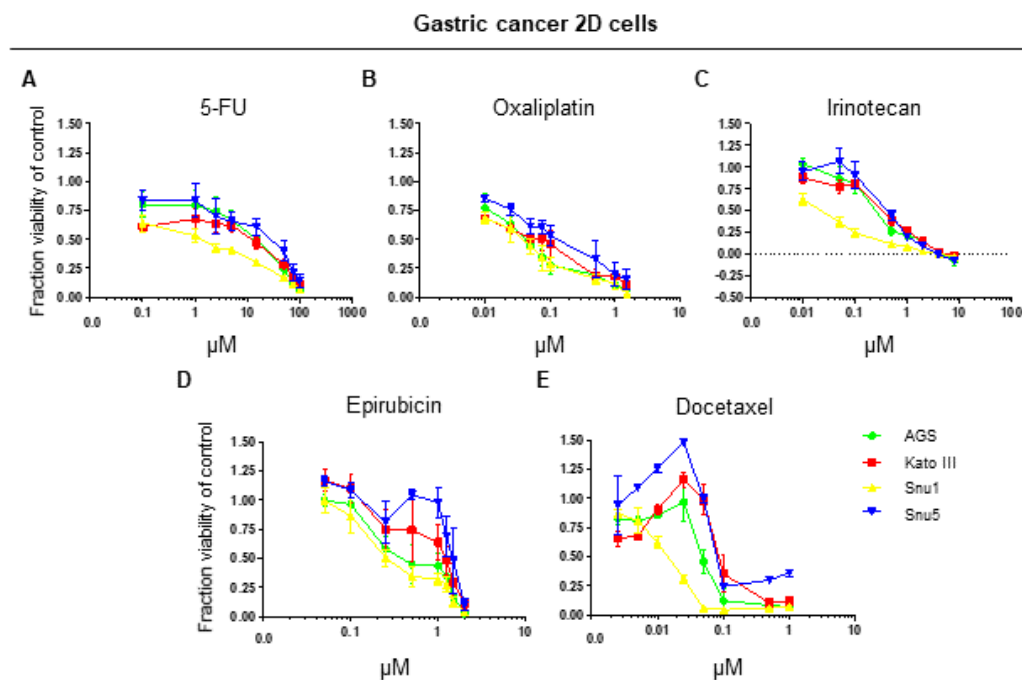 Gastric cancer 2D cells
A
5-FU
Fraction viability of control
1.50
1.25
1.00
0.75
0.50
0.25
0.00
0.0
0.1 1 10 100 1000
µM
B
Oxaliplatin
1.50
1.25
1.00
0.75
0.50
0.25
0.00
0.0
0.01 0.1 1 10
µM
C
Irinotecan
1.50
1.25
1.00
0.75
0.50
0.25
0.00
-0.25
-0.50
0.0
0.01 0.1 1 10 100
µM
D
Epirubicin
Fraction viability of control
1.50
1.25
1.00
0.75
0.50
0.25
0.00
0.0
0.1 1 10
µM
E
Docetaxel
1.50
1.25
1.00
0.75
0.50
0.25
0.00
0.0
0.01 0.1 1 10
µM
AGS
Kato III
Snu1
Snu5